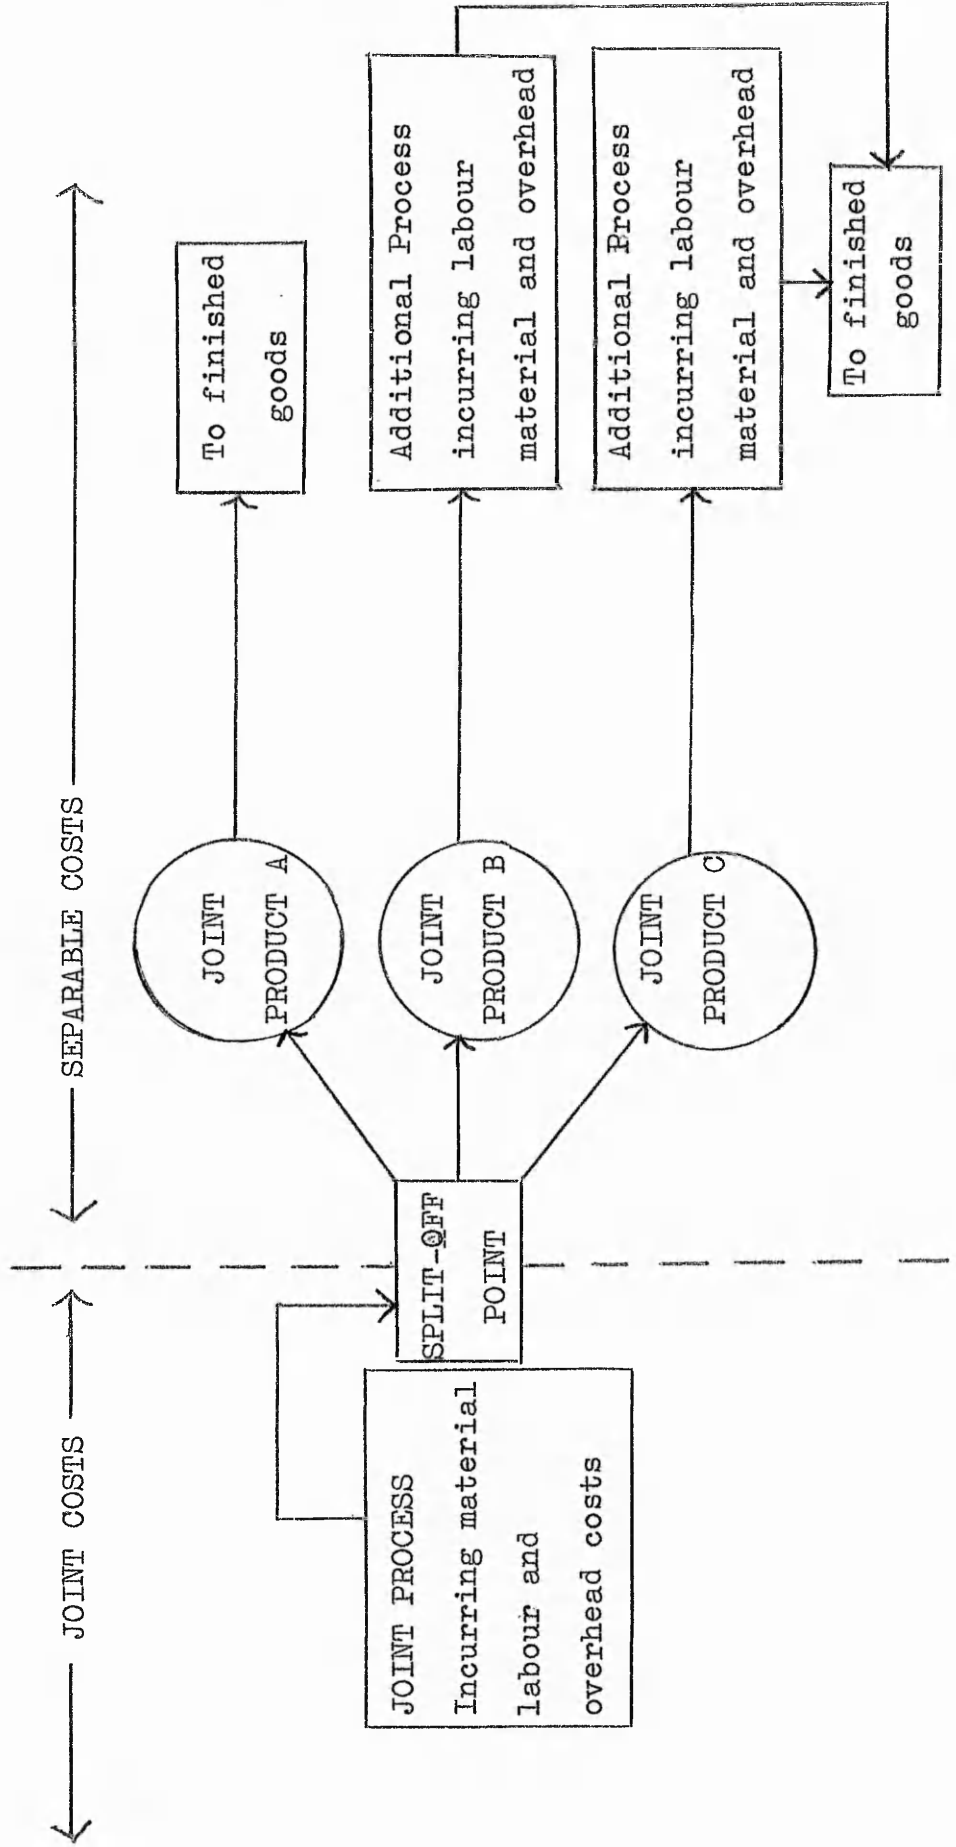 JOINT COSTS
SEPARABLE COSTS
JOINT PROCESS
Incurring material
labour and
overhead costs
SPLIT-OFF
POINT
JOINT
PRODUCT A
To finished
goods
JOINT
PRODUCT B
Additional Process
incurring labour
material and overhead
JOINT
PRODUCT C
Additional Process
incurring labour
material and overhead
To finished
goods